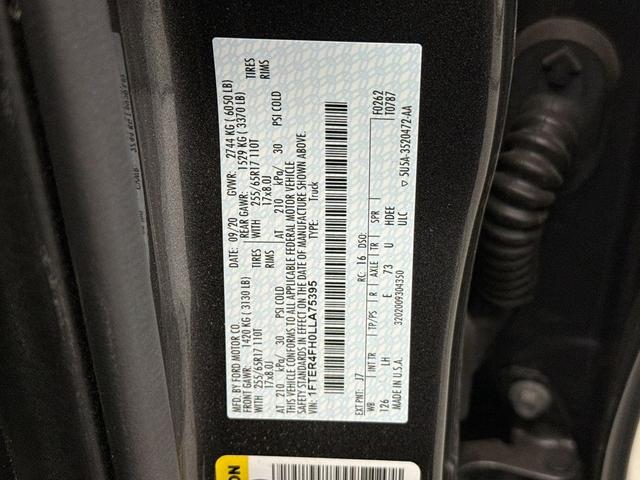 MFD. BY FORD MOTOR CO.
DATE: 09/20 GVWR: 2744 KG ( 6050 LB)
FRONT GAWR: 1420 KG ( 3130 LB) REAR GAWR: 1529 KG ( 3370 LB)
WITH 255/65R17 110T TIRES WITH 255/65R17 110T TIRES
17x8.0J RIMS 17x8.0J RIMS
AT 210 kPa/ 30 PSI COLD AT 210 kPa/ 30 PSI COLD
THIS VEHICLE CONFORMS TO ALL APPLICABLE FEDERAL MOTOR VEHICLE
SAFETY STANDARDS IN EFFECT ON THE DATE OF MANUFACTURE SHOWN ABOVE.
VIN: 1FTER4FH0LLA75395 TYPE: Truck
EXT PNT: J7 RC: 16 DSO: F0262
T0787
WB INT TR TP/PS R AXLE TR SPR
126 LH E 73 U HDEE
MADE IN U.S.A. 3202009304350 ULC ▽ 5U5A-3520472-AA
ON